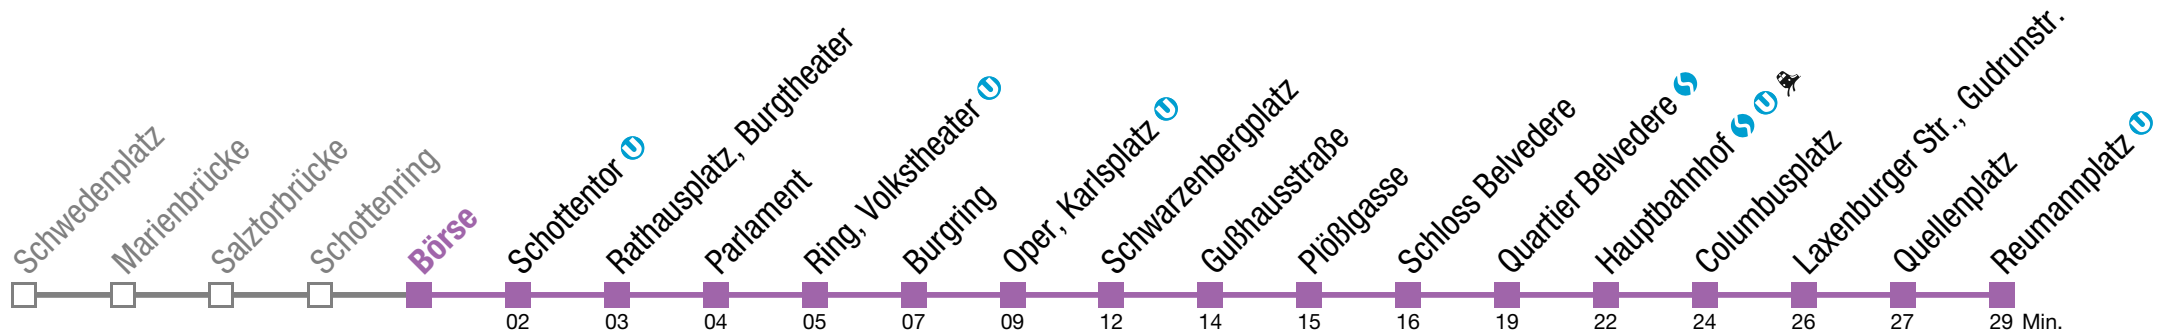 Schwedenplatz
Marienbrücke
Salztorbrücke
Schottenring
Börse
Schottentor
Rathausplatz, Burgtheater
Parlament
Ring, Volkstheater
Burgring
Oper, Karlsplatz
Schwarzenbergplatz
Gußhausstraße
Plößlgasse
Schloss Belvedere
Quartier Belvedere
Hauptbahnhof
Columbusplatz
Laxenburger Str., Gudrunstr.
Quellenplatz
Reumannplatz
02 03 04 05 07 09 12 14 15 16 19 22 24 26 27 29 Min.